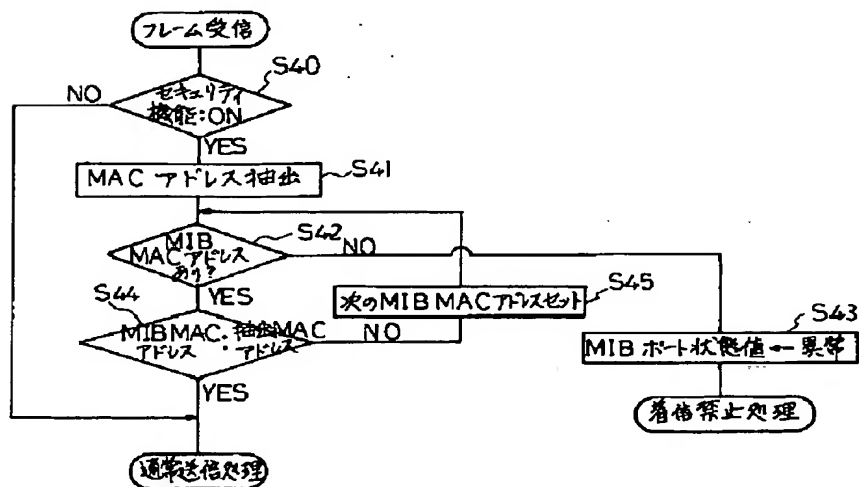 フレーム受信
S40
NO
セキュリティ
機能:ON
YES
MAC アドレス抽出
S41
MIB
MACアドレス
あり?
S42
NO
YES
S44
次のMIB MACアドレスセット
S45
MIB MAC : 抽出MAC
アドレス アドレス
NO
S43
MIB ポート状態値 ← 異常
YES
着信禁止処理
通常送信処理